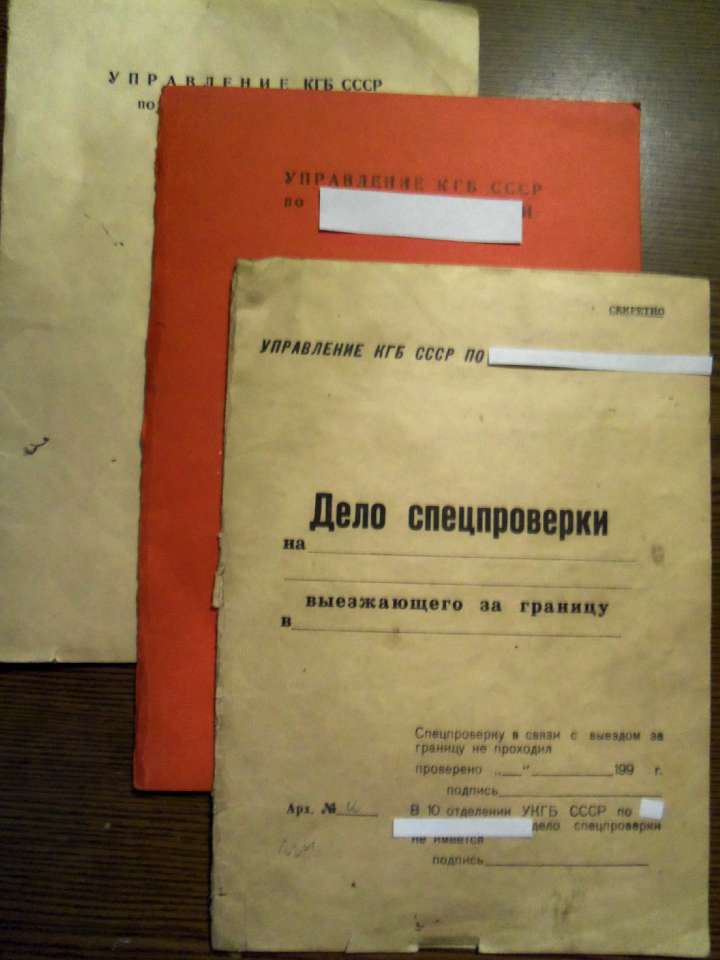 УПРАВЛЕНИЕ КГБ СССР
по
УПРАВЛЕНИЕ КГБ СССР
по И
СЕКРЕТНО
УПРАВЛЕНИЕ КГБ СССР ПО
Дело спецпроверки
на
выезжающего за границу
в
Спецпроверку в связи с выездом за
границу не проходил
проверено „ “ 199 г.
подпись
Арх. №
В 10 отделении УКГБ СССР по
дело спецпроверки
не имеется
подпись